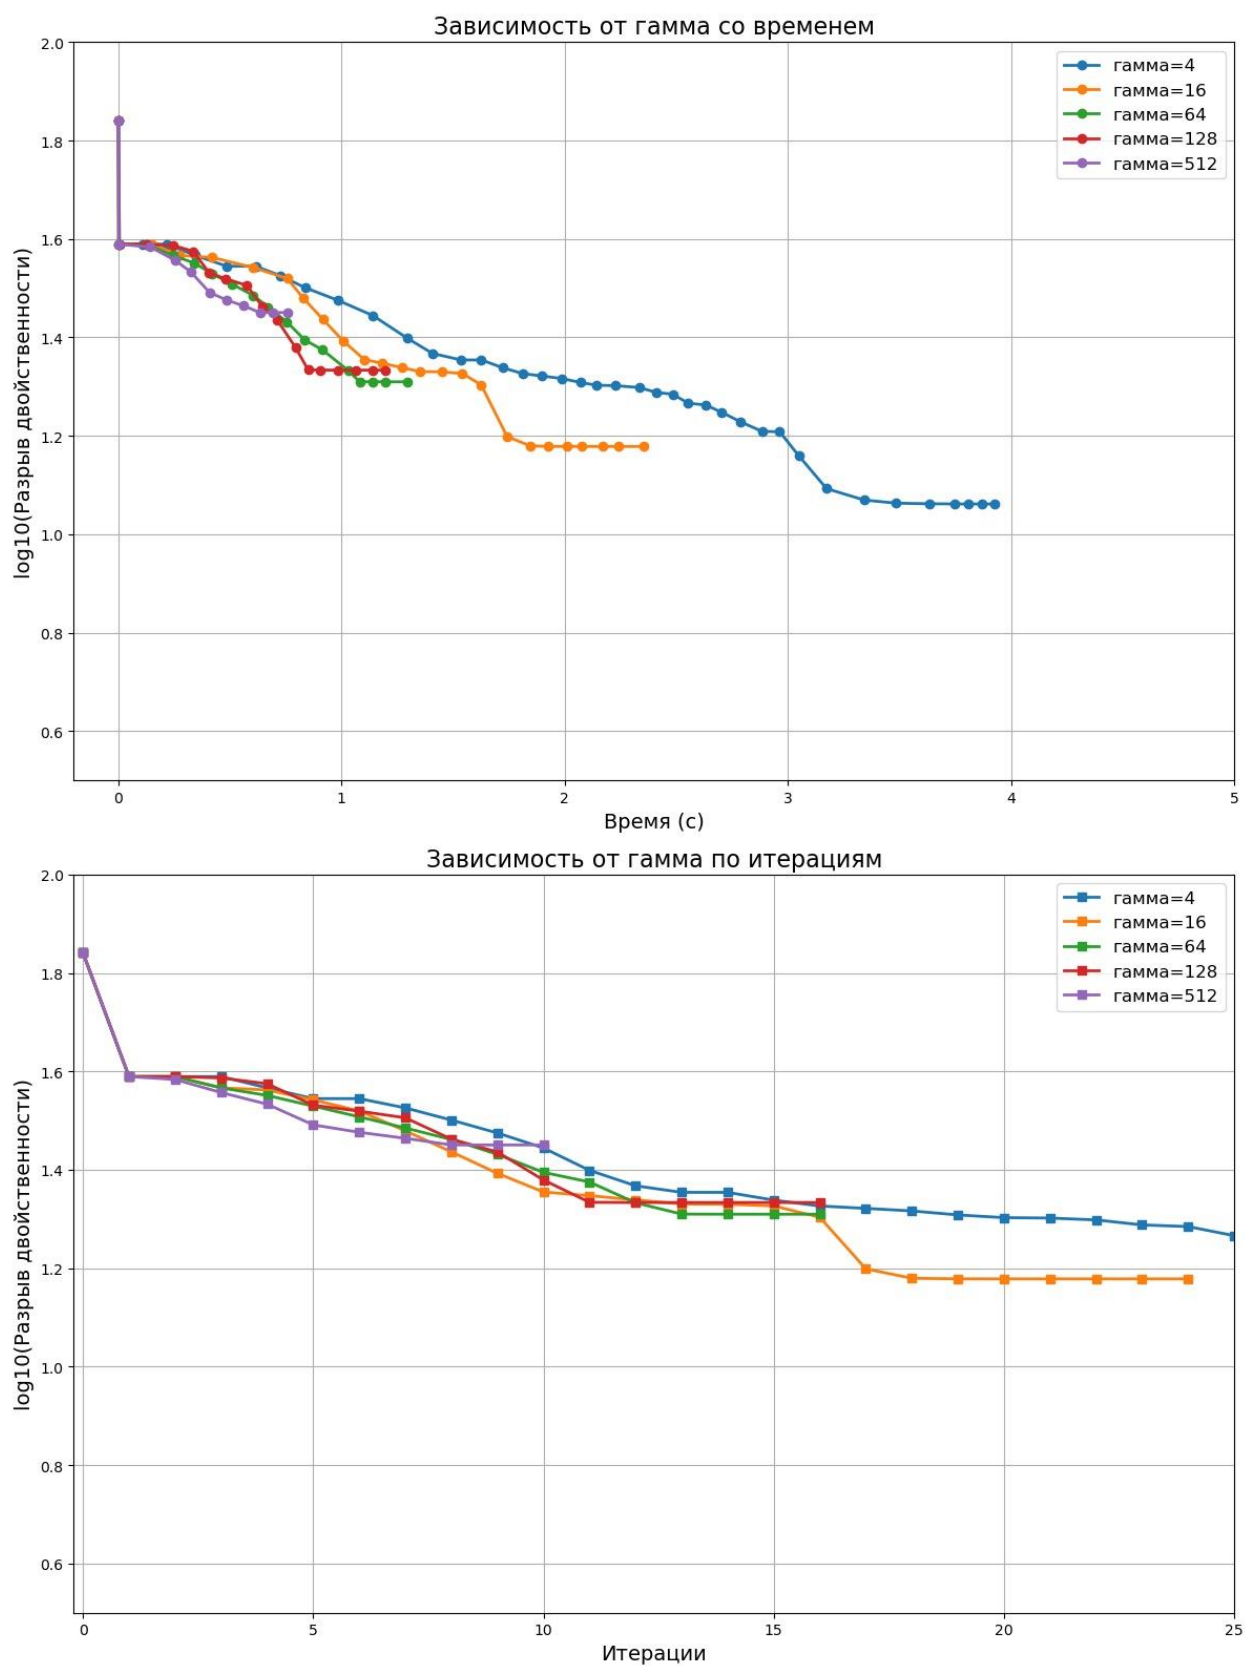 Зависимость от гамма со временем
2.0
1.8
1.6
1.4
1.2
1.0
0.8
0.6
log10(Разрыв двойственности)
гамма=4
гамма=16
гамма=64
гамма=128
гамма=512
0 1 2 3 4 5
Время (с)
Зависимость от гамма по итерациям
2.0
1.8
1.6
1.4
1.2
1.0
0.8
0.6
log10(Разрыв двойственности)
гамма=4
гамма=16
гамма=64
гамма=128
гамма=512
0 5 10 15 20 25
Итерации